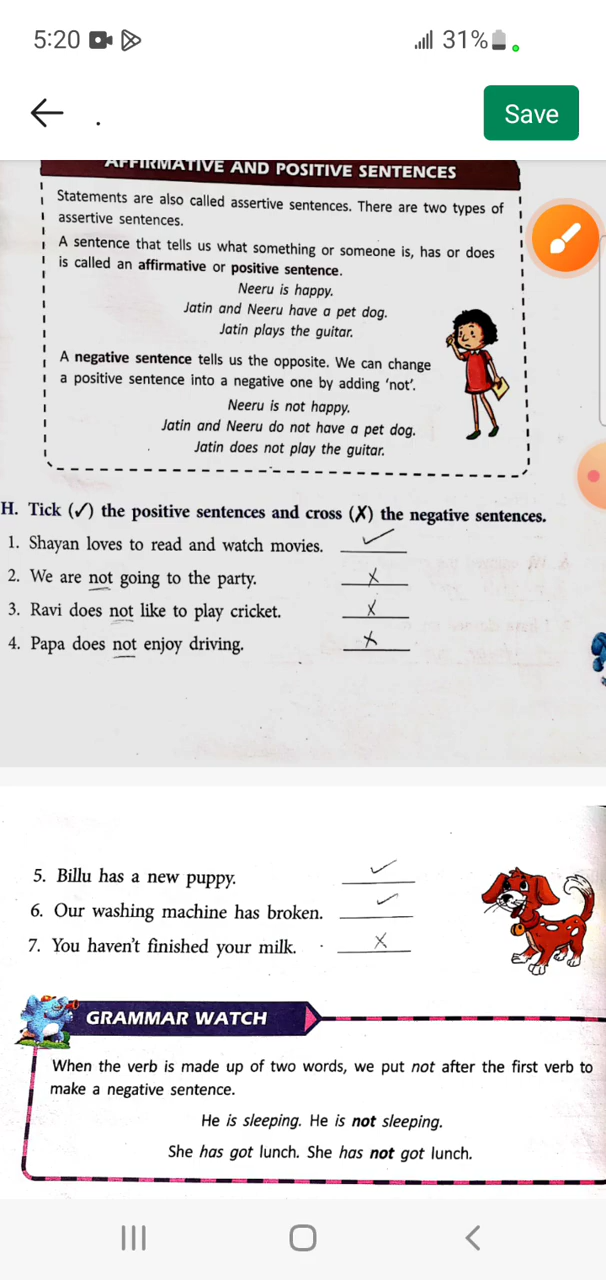 5:20 31%
.
Save
AFFIRMATIVE AND POSITIVE SENTENCES
Statements are also called assertive sentences. There are two types of
assertive sentences.
A sentence that tells us what something or someone is, has or does
is called an affirmative or positive sentence.
Neeru is happy.
Jatin and Neeru have a pet dog.
Jatin plays the guitar.
A negative sentence tells us the opposite. We can change
a positive sentence into a negative one by adding ‘not’.
Neeru is not happy.
Jatin and Neeru do not have a pet dog.
Jatin does not play the guitar.
H. Tick (✓) the positive sentences and cross (✗) the negative sentences.
1. Shayan loves to read and watch movies. ✓
2. We are not going to the party. ✗
3. Ravi does not like to play cricket. ✗
4. Papa does not enjoy driving. ✗
5. Billu has a new puppy. ✓
6. Our washing machine has broken. ✓
7. You haven’t finished your milk. ✗
GRAMMAR WATCH
When the verb is made up of two words, we put not after the first verb to
make a negative sentence.
He is sleeping. He is not sleeping.
She has got lunch. She has not got lunch.